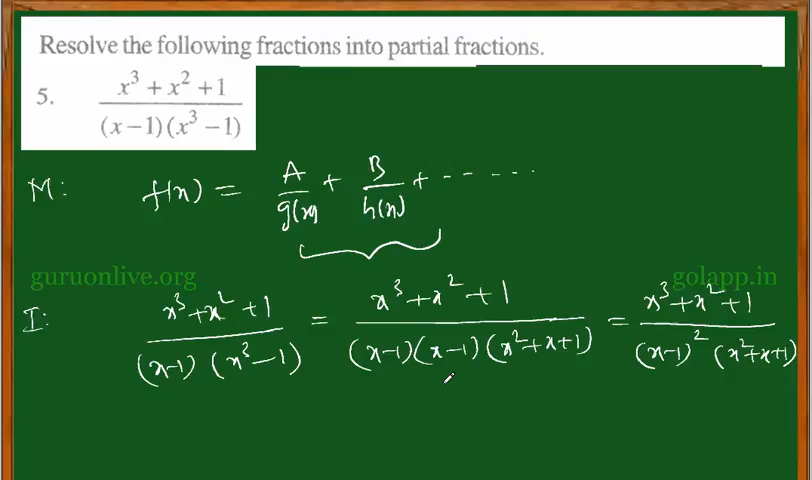 Resolve the following fractions into partial fractions.
5. (x³ + x² + 1) / ((x − 1)(x³ − 1))
M: f(x) = A/g(x) + B/h(x) + ------
guruonlive.org golapp.in
I: (x³ + x² + 1) / ((x−1) (x³ − 1)) = (x³ + x² + 1) / ((x−1)(x−1)(x² + x + 1)) = (x³ + x² + 1) / ((x−1)² (x² + x + 1))